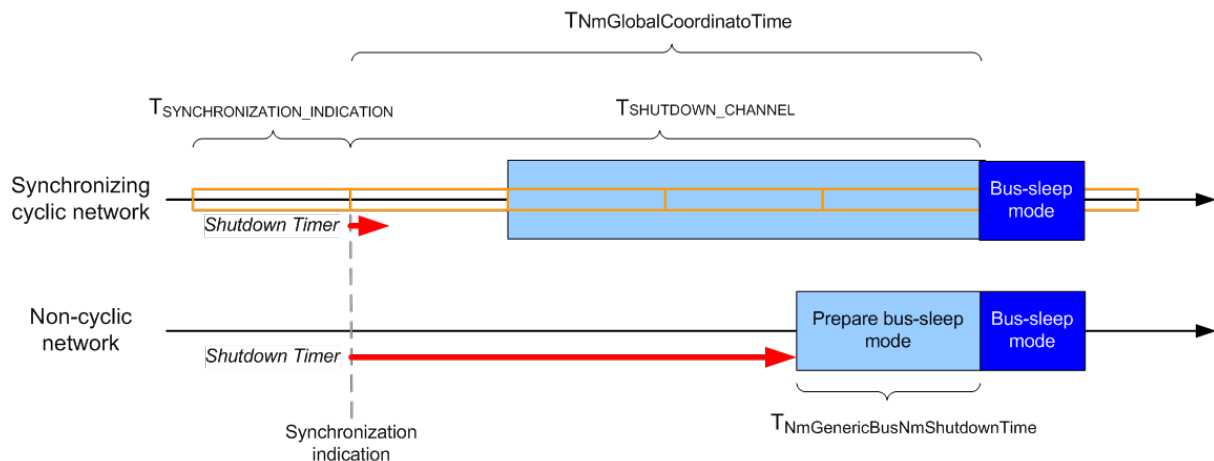 TNmGlobalCoordinatoTime
TSYNCHRONIZATION_INDICATION
TSHUTDOWN_CHANNEL
Synchronizing
cyclic network
Bus-sleep
mode
Shutdown Timer
Non-cyclic
network
Prepare bus-sleep
mode
Bus-sleep
mode
Shutdown Timer
TNmGenericBusNmShutdownTime
Synchronization
indication